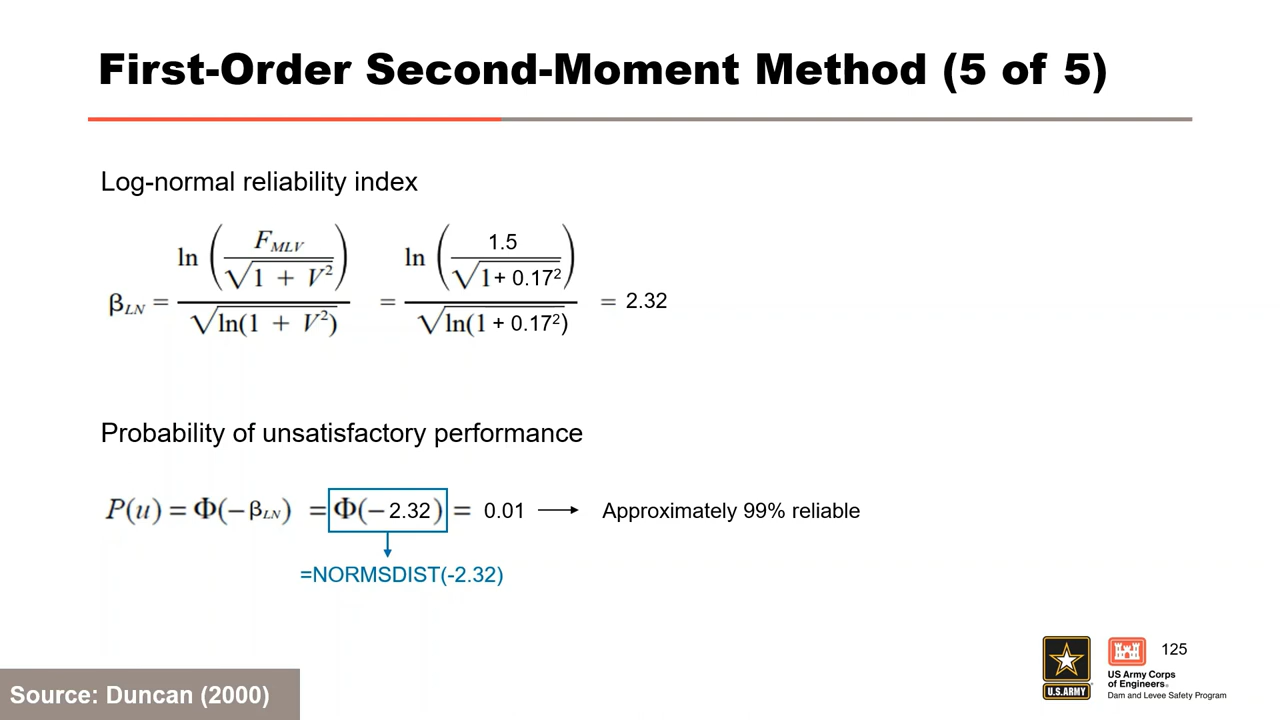 First-Order Second-Moment Method (5 of 5)
Log-normal reliability index
β_LN = ln(F_MLV / √(1 + V²)) / √(ln(1 + V²)) = ln(1.5 / √(1 + 0.17²)) / √(ln(1 + 0.17²)) = 2.32
Probability of unsatisfactory performance
P(u) = Φ(−β_LN) = Φ(−2.32) = 0.01 → Approximately 99% reliable
=NORMSDIST(-2.32)
125
U.S.ARMY
US Army Corps
of Engineers®
Dam and Levee Safety Program
Source: Duncan (2000)